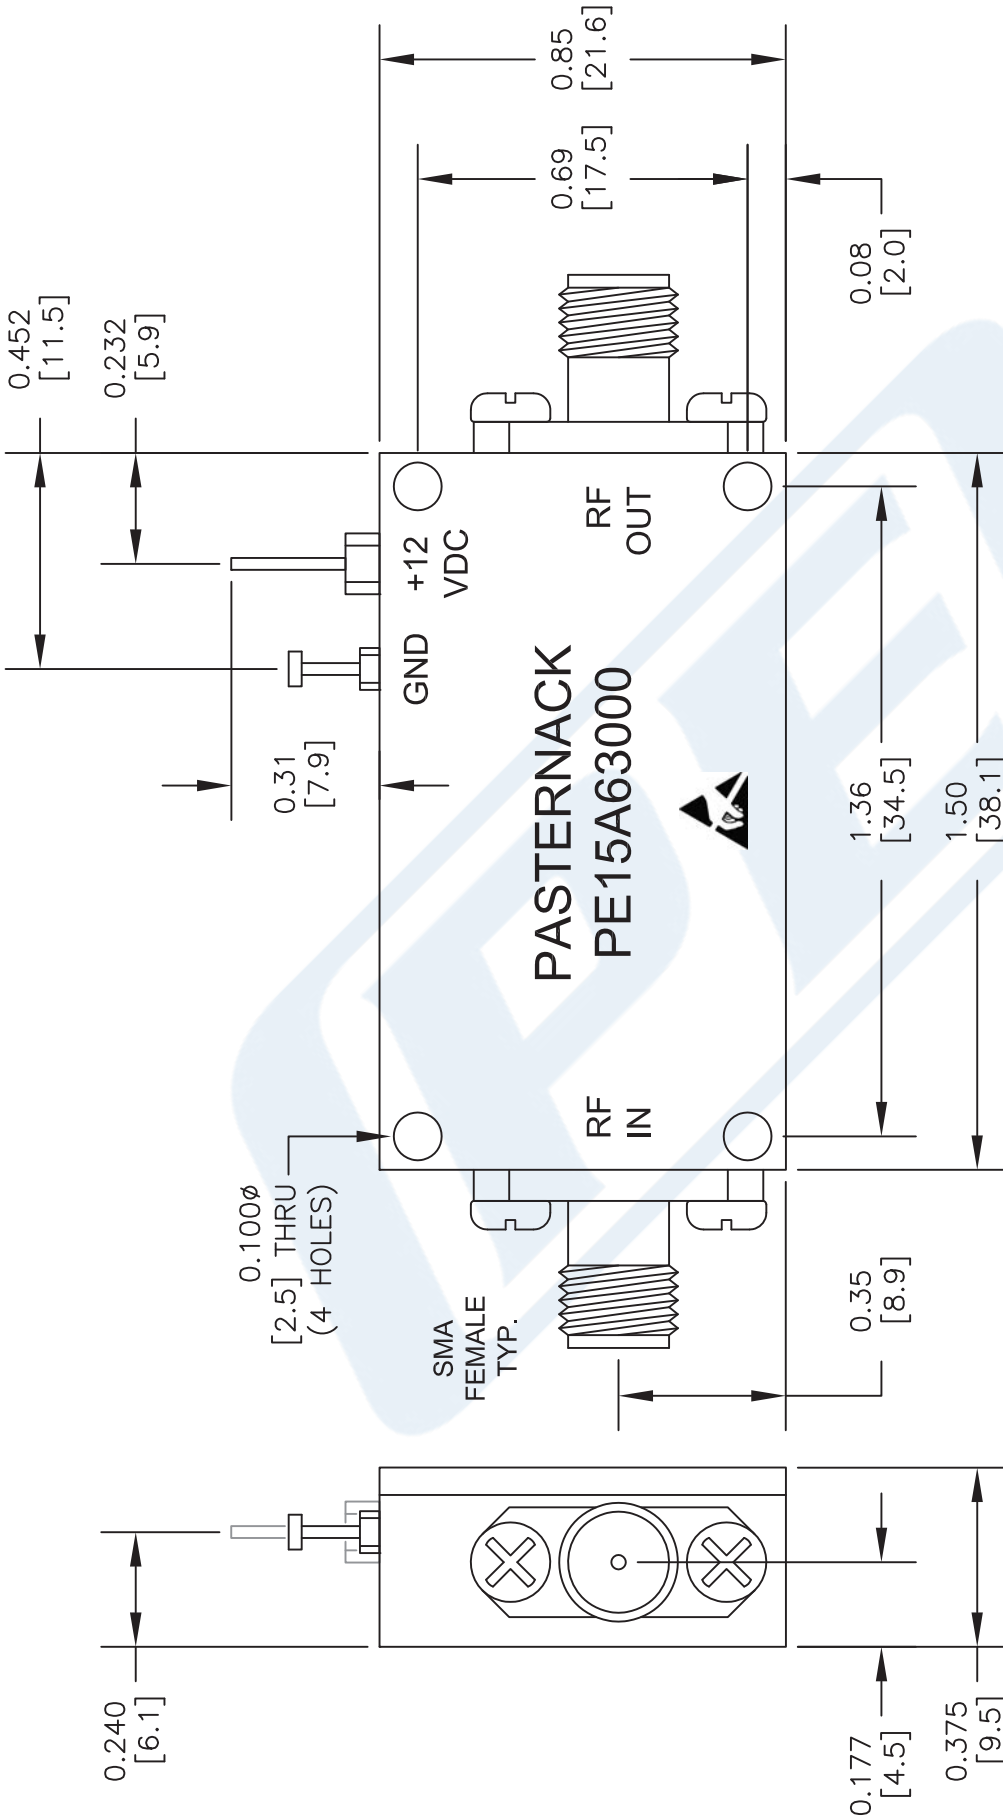 0.240
[6.1]
0.100ø
[2.5] THRU
(4 HOLES)
SMA
FEMALE
TYP.
0.31
[7.9]
0.452
[11.5]
0.232
[5.9]
GND
+12
VDC
RF
IN
PASTERNACK
PE15A63000
RF
OUT
0.85
[21.6]
0.69
[17.5]
0.08
[2.0]
0.177
[4.5]
0.375
[9.5]
0.35
[8.9]
1.36
[34.5]
1.50
[38.1]
PE